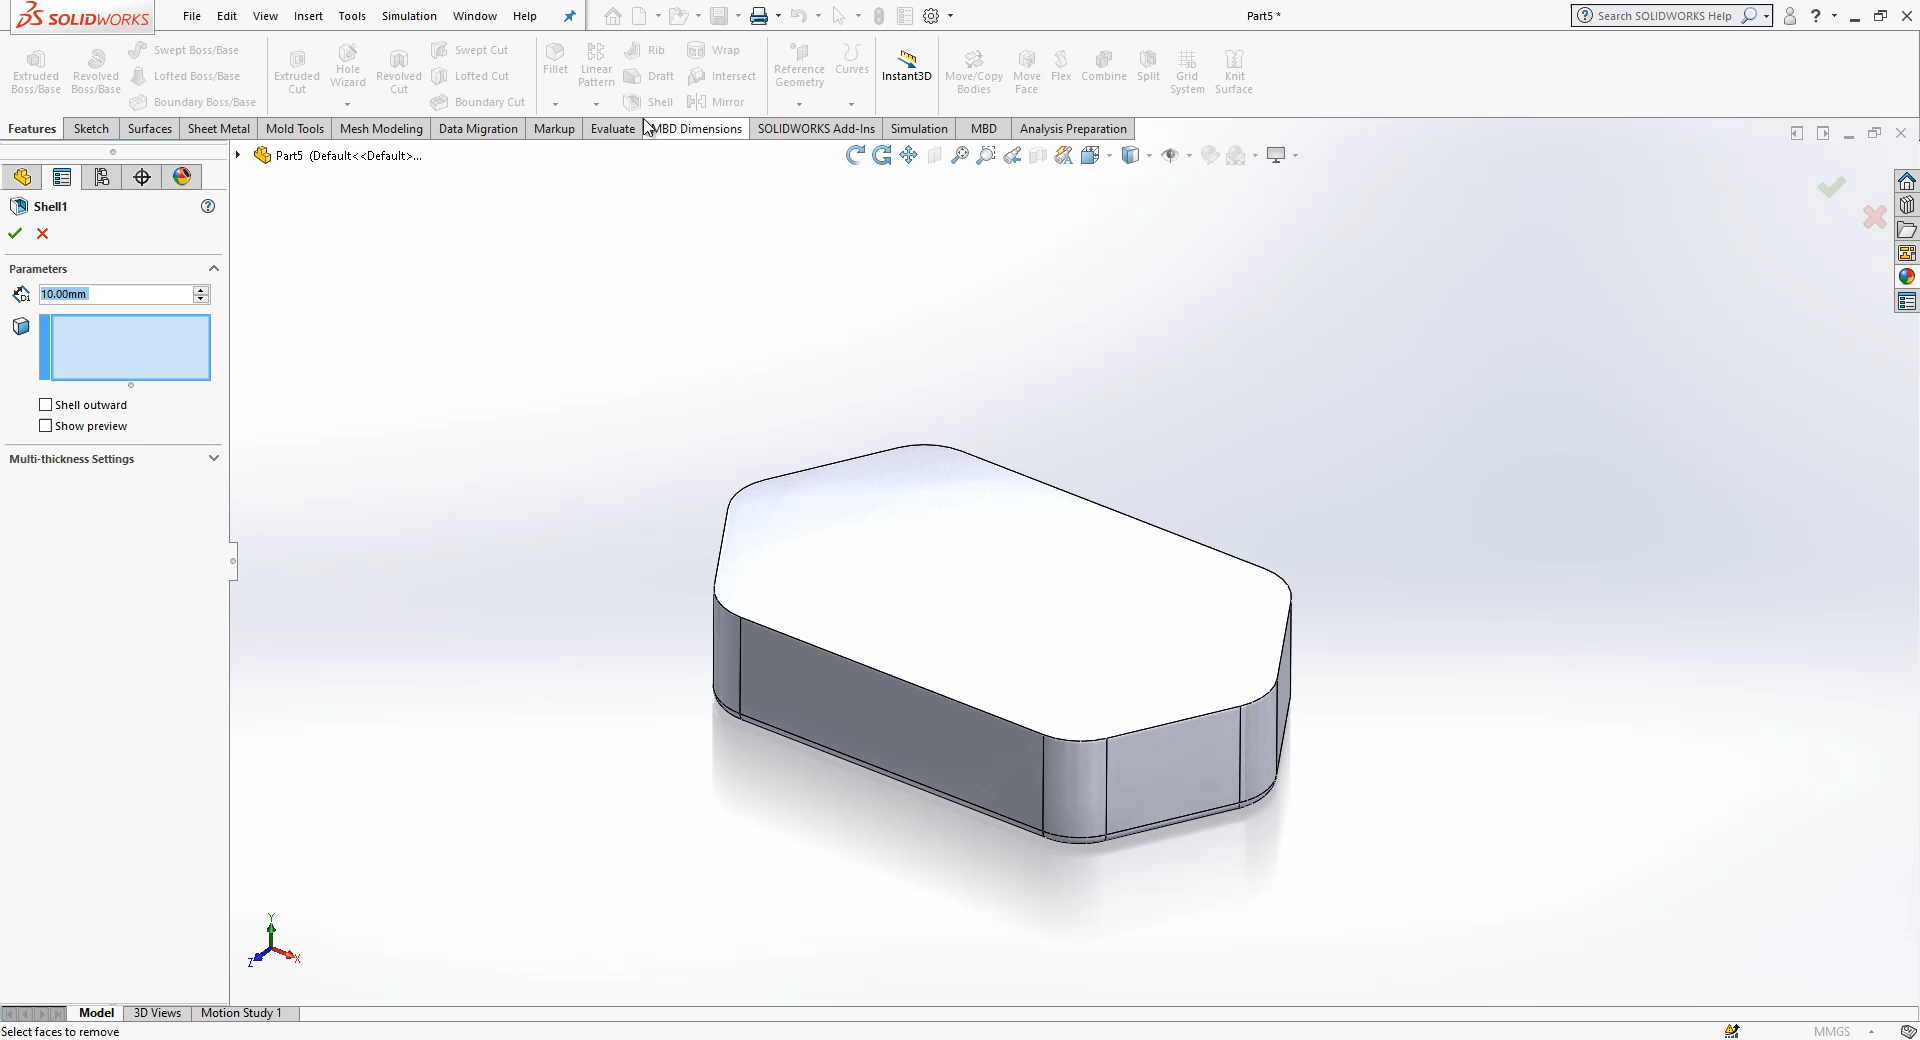 SOLIDWORKS File Edit View Insert Tools Simulation Window Help Part5 * Search SOLIDWORKS Help
Extruded Boss/Base
Revolved Boss/Base
Swept Boss/Base
Lofted Boss/Base
Boundary Boss/Base
Extruded Cut
Hole Wizard
Revolved Cut
Swept Cut
Lofted Cut
Boundary Cut
Fillet
Linear Pattern
Rib
Draft
Shell
Wrap
Intersect
Mirror
Reference Geometry
Curves
Instant3D
Move/Copy Bodies
Move Face
Flex
Combine
Split
Grid System
Knit Surface
Features Sketch Surfaces Sheet Metal Mold Tools Mesh Modeling Data Migration Markup Evaluate MBD Dimensions SOLIDWORKS Add-Ins Simulation MBD Analysis Preparation
Part5 (Default<<Default>...
Shell1
Parameters
10.00mm
Shell outward
Show preview
Multi-thickness Settings
Y
Z
X
Model 3D Views Motion Study 1
Select faces to remove
MMGS